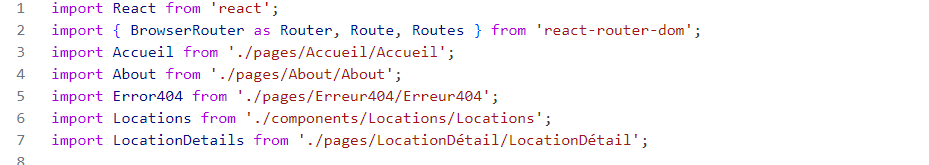 1 import React from 'react';
2 import { BrowserRouter as Router, Route, Routes } from 'react-router-dom';
3 import Accueil from './pages/Accueil/Accueil';
4 import About from './pages/About/About';
5 import Error404 from './pages/Erreur404/Erreur404';
6 import Locations from './components/Locations/Locations';
7 import LocationDetails from './pages/LocationDétail/LocationDétail';
8